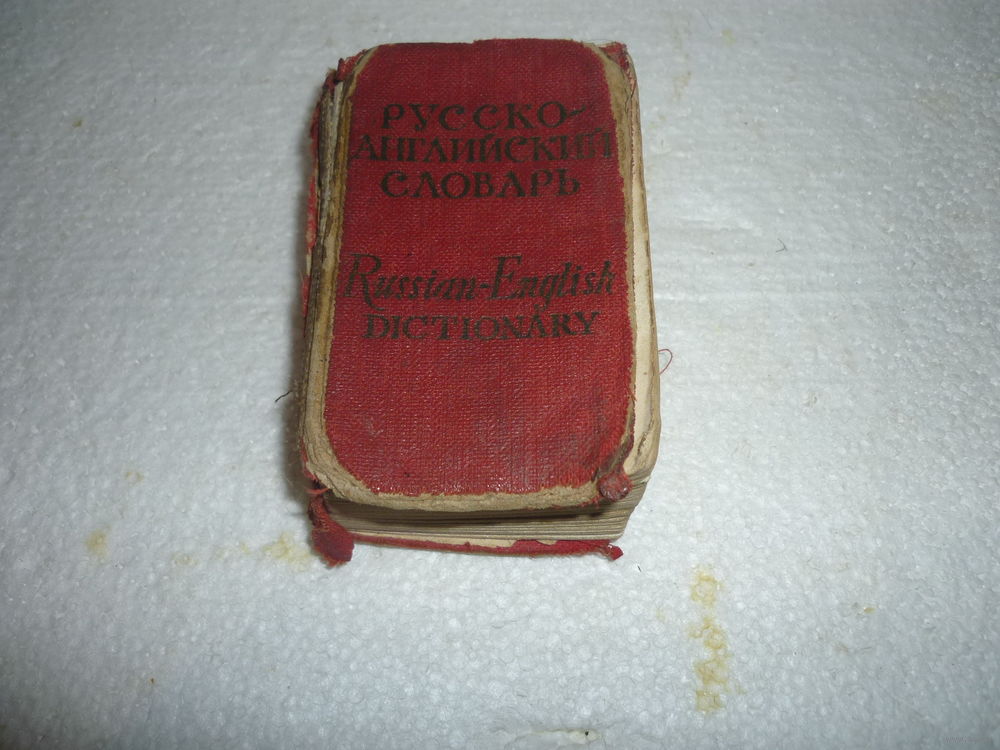 РУССКО-
АНГЛИЙСКИЙ
СЛОВАРЬ
Russian-English
DICTIONARY